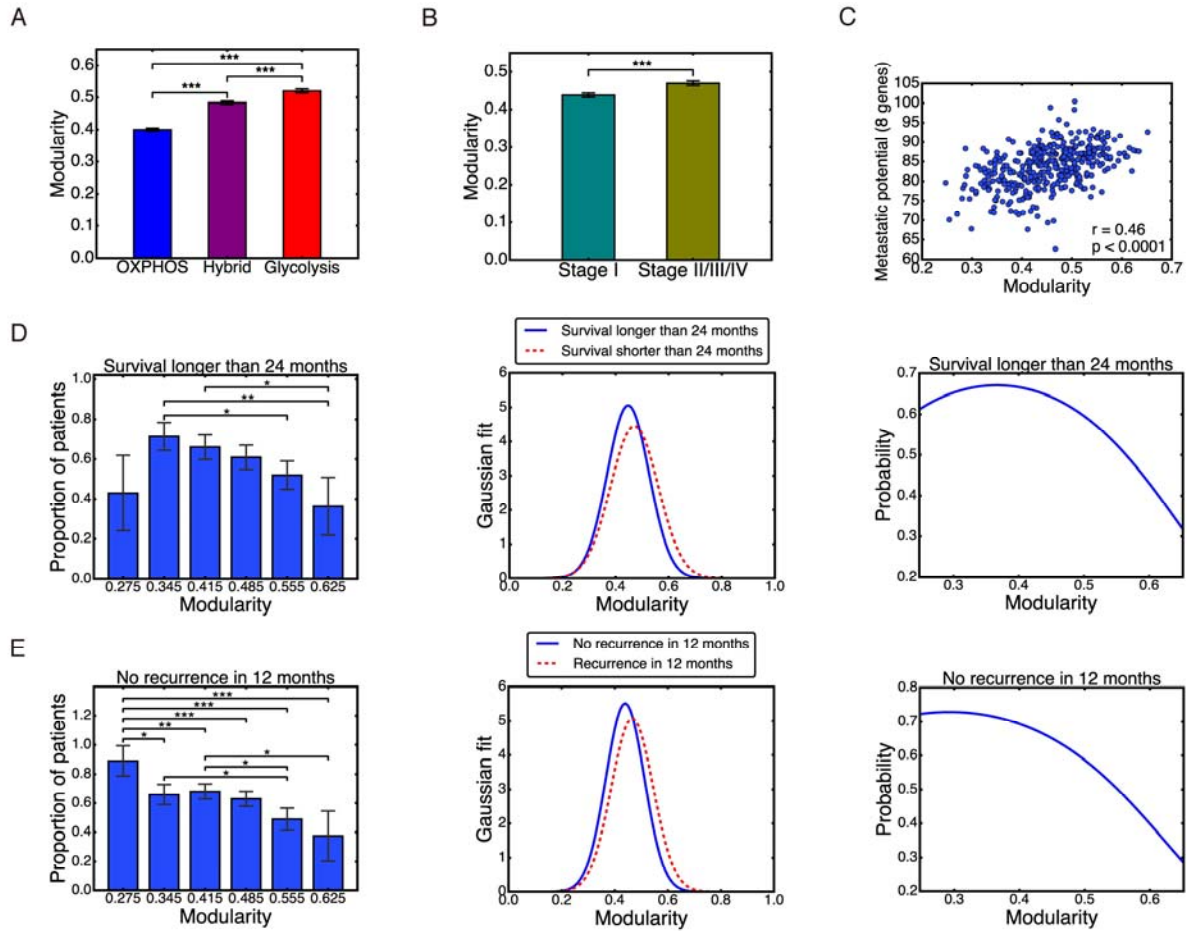 A
Modularity
0.6
0.5
0.4
0.3
0.2
0.1
0.0
***
***
***
OXPHOS Hybrid Glycolysis
B
Modularity
0.5
0.4
0.3
0.2
0.1
0.0
***
Stage I Stage II/III/IV
C
Metastatic potential (8 genes)
105
100
95
90
85
80
75
70
65
60
r = 0.46
p < 0.0001
0.2 0.3 0.4 0.5 0.6 0.7
Modularity
D
Survival longer than 24 months
Proportion of patients
1.0
0.8
0.6
0.4
0.2
0.0
*
**
*
0.275 0.345 0.415 0.485 0.555 0.625
Modularity
Survival longer than 24 months
Survival shorter than 24 months
Gaussian fit
6
5
4
3
2
1
0
0.0 0.2 0.4 0.6 0.8 1.0
Modularity
Survival longer than 24 months
Probability
0.7
0.6
0.5
0.4
0.3
0.2
0.3 0.4 0.5 0.6
Modularity
E
No recurrence in 12 months
Proportion of patients
1.2
1.0
0.8
0.6
0.4
0.2
0.0
***
***
***
**
*
*
*
*
0.275 0.345 0.415 0.485 0.555 0.625
Modularity
No recurrence in 12 months
Recurrence in 12 months
Gaussian fit
6
5
4
3
2
1
0
0.0 0.2 0.4 0.6 0.8 1.0
Modularity
No recurrence in 12 months
Probability
0.8
0.7
0.6
0.5
0.4
0.3
0.2
0.3 0.4 0.5 0.6
Modularity